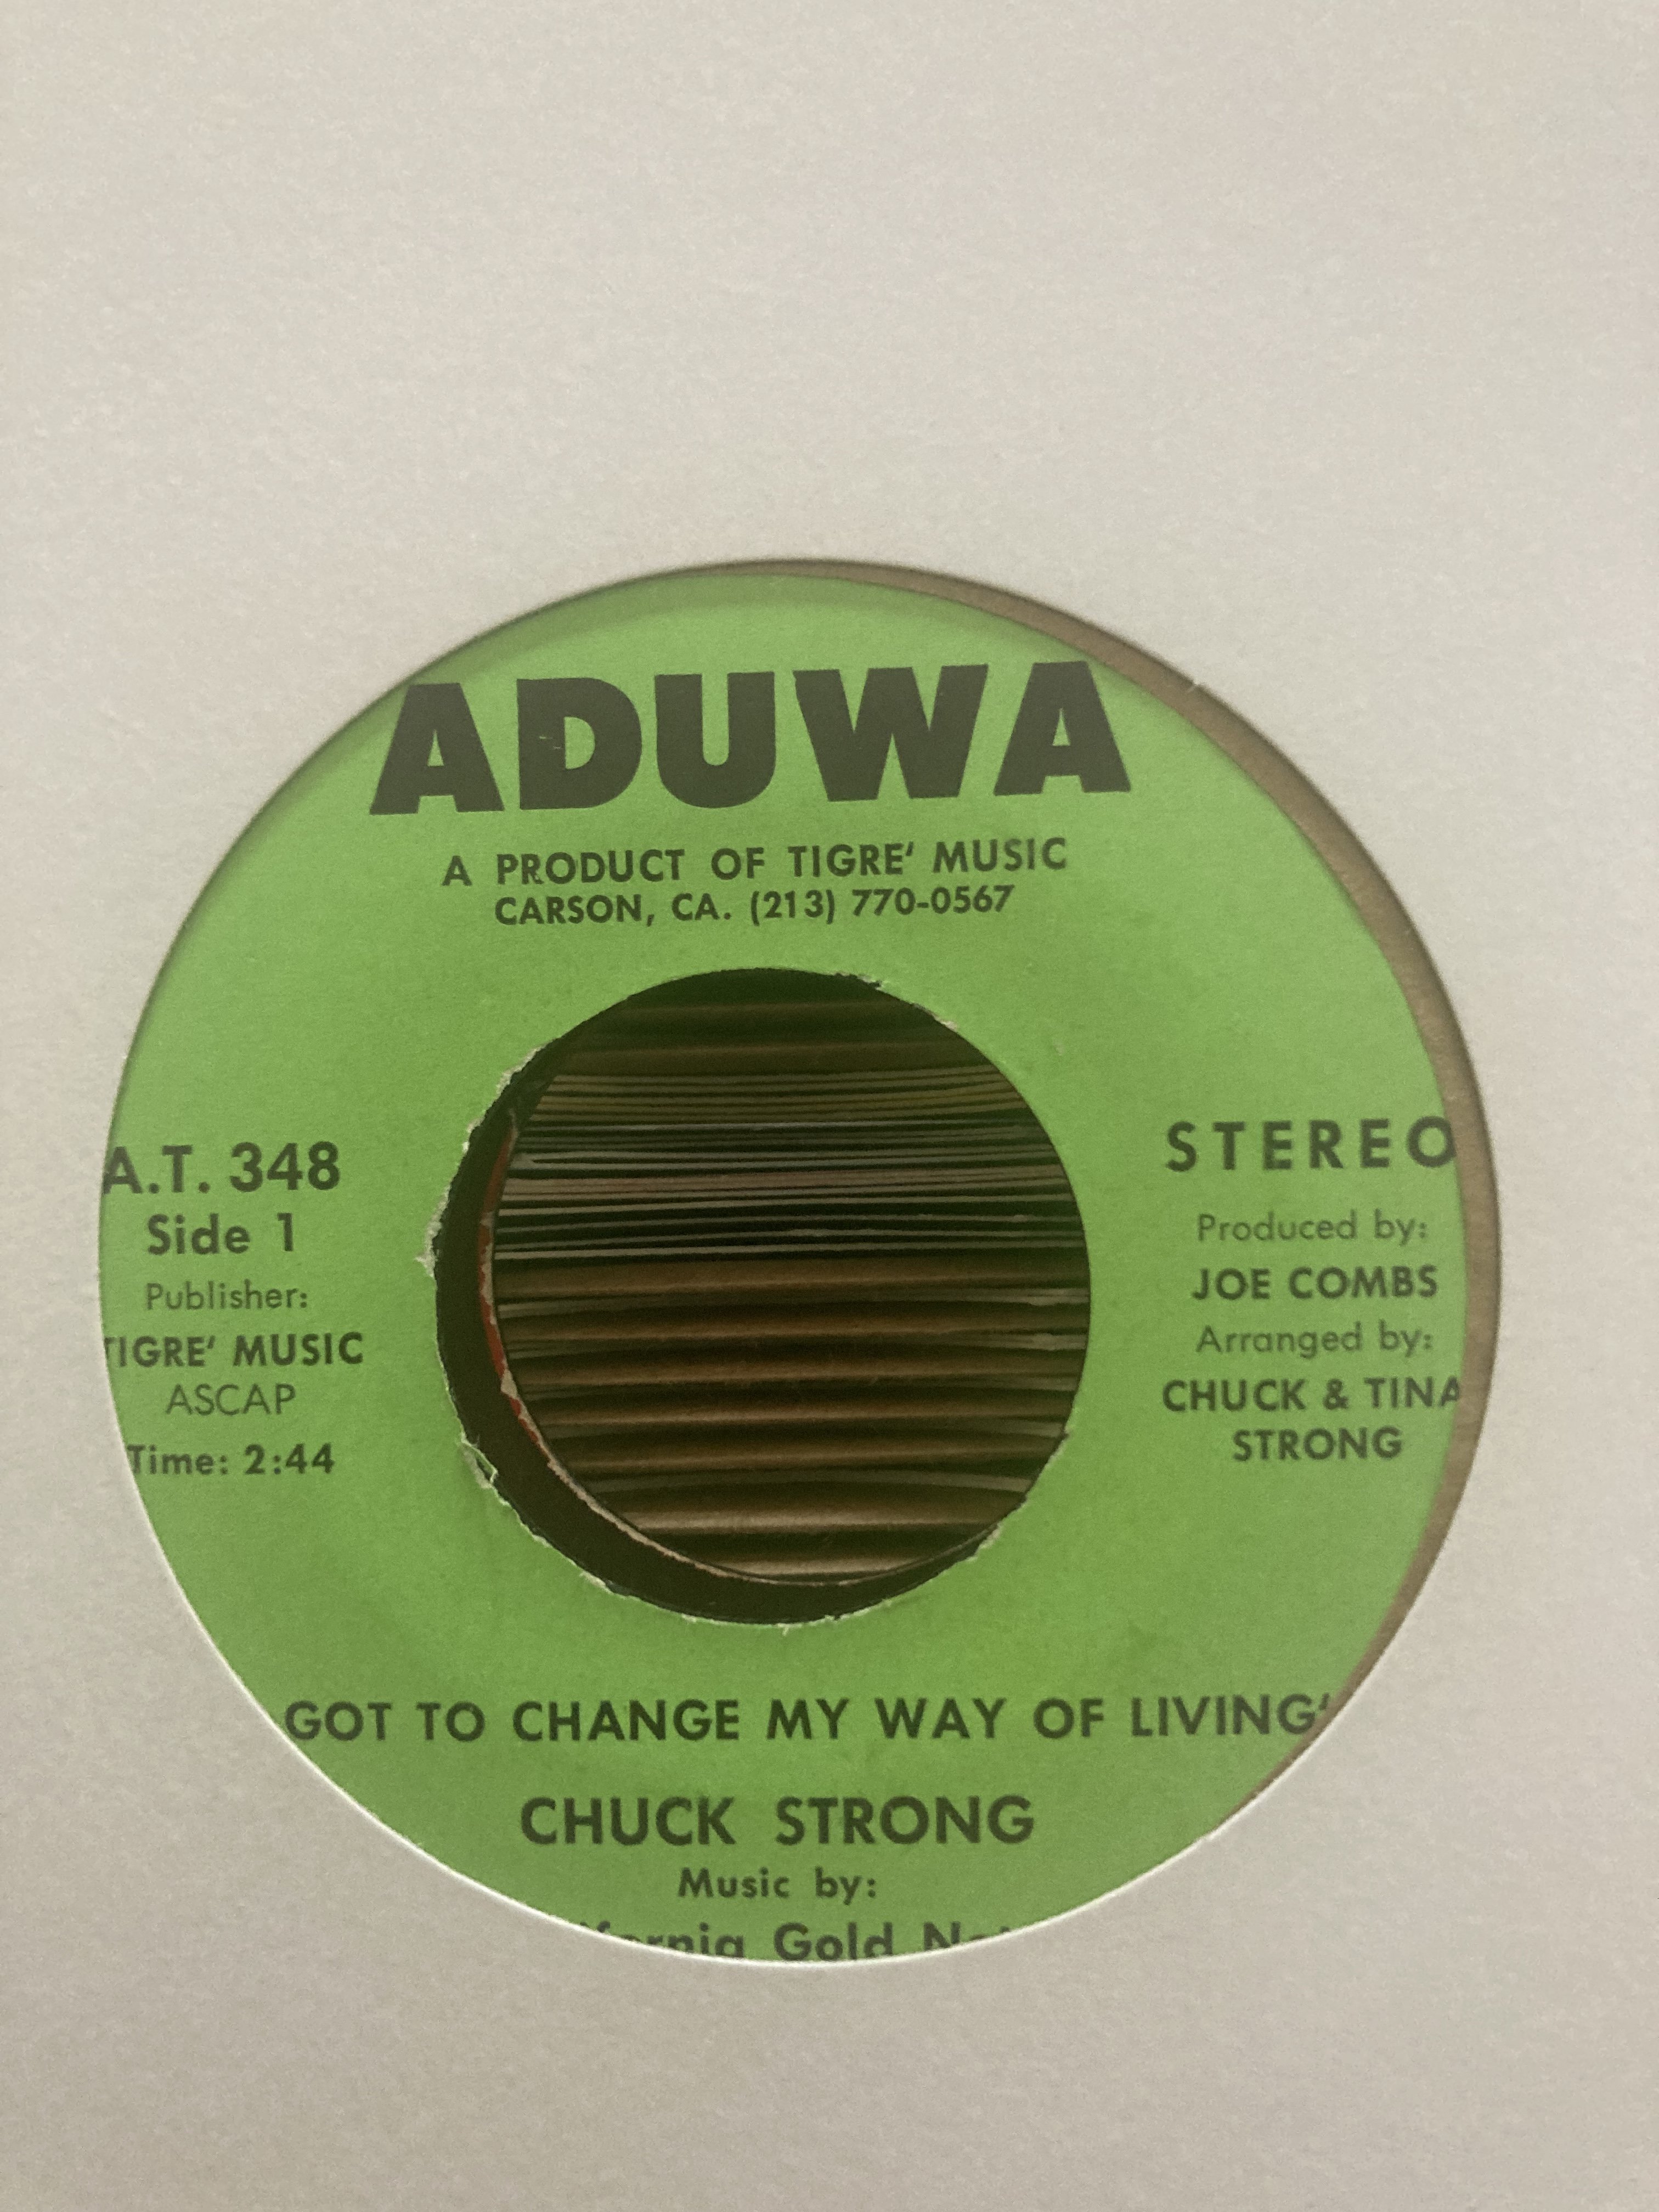 ADUWA
A PRODUCT OF TIGRE' MUSIC
CARSON, CA. (213) 770-0567
A.T. 348
Side 1
Publisher:
TIGRE' MUSIC
ASCAP
Time: 2:44
STEREO
Produced by:
JOE COMBS
Arranged by:
CHUCK & TINA
STRONG
GOT TO CHANGE MY WAY OF LIVING"
CHUCK STRONG
Music by:
Gold